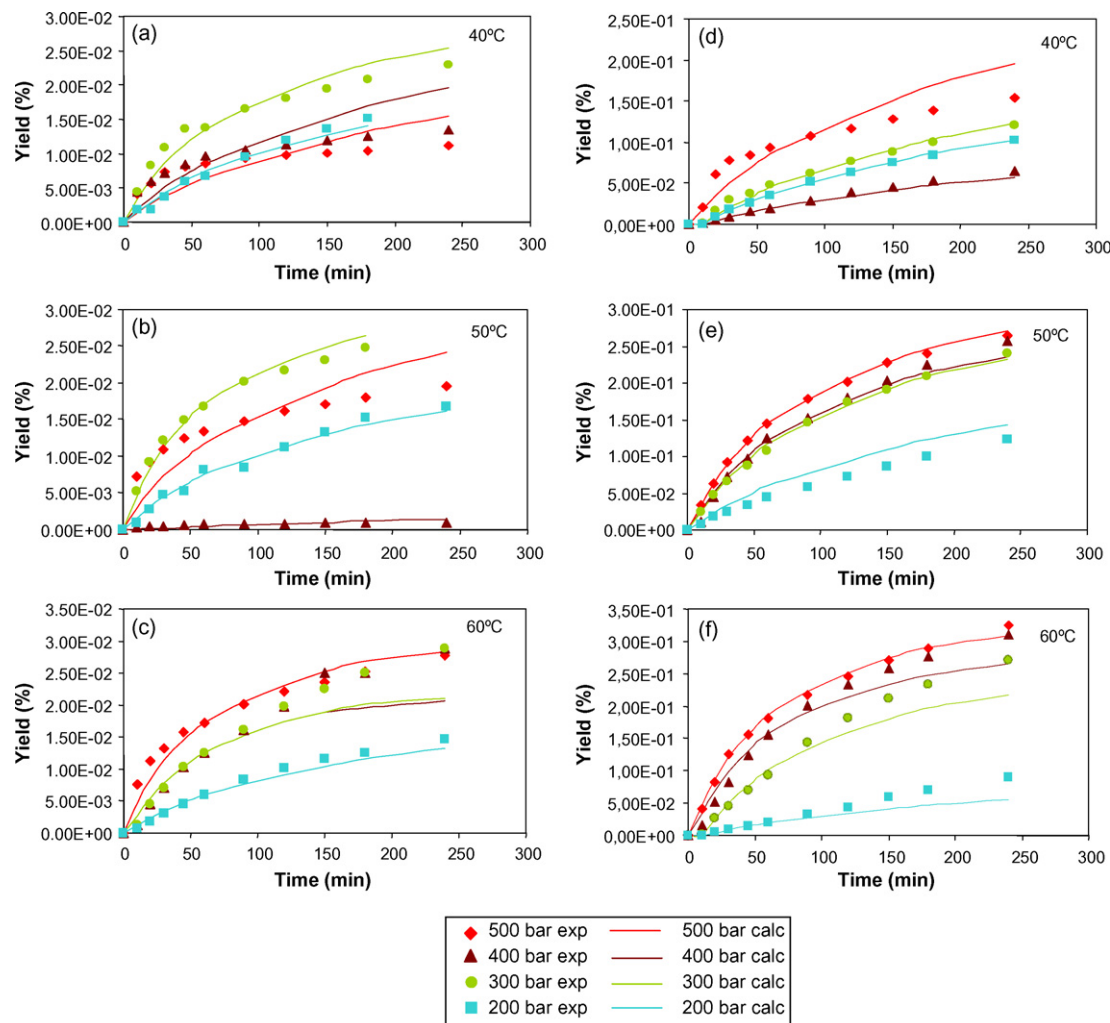 (a)
40ºC
3.00E-02
2.50E-02
2.00E-02
1.50E-02
1.00E-02
5.00E-03
0.00E+00
Yield (%)
0 50 100 150 200 250 300
Time (min)
(d)
40ºC
2,50E-01
2,00E-01
1,50E-01
1,00E-01
5,00E-02
0,00E+00
Yield (%)
0 50 100 150 200 250 300
Time (min)
(b)
50ºC
3.00E-02
2.50E-02
2.00E-02
1.50E-02
1.00E-02
5.00E-03
0.00E+00
Yield (%)
0 50 100 150 200 250 300
Time (min)
(e)
50ºC
3.00E-01
2.50E-01
2.00E-01
1.50E-01
1.00E-01
5.00E-02
0.00E+00
Yield (%)
0 50 100 150 200 250 300
Time (min)
(c)
60ºC
3.50E-02
3.00E-02
2.50E-02
2.00E-02
1.50E-02
1.00E-02
5.00E-03
0.00E+00
Yield (%)
0 50 100 150 200 250 300
Time (min)
(f)
60ºC
3,50E-01
3,00E-01
2,50E-01
2,00E-01
1,50E-01
1,00E-01
5,00E-02
0,00E+00
Yield (%)
0 50 100 150 200 250 300
Time (min)
500 bar exp 500 bar calc
400 bar exp 400 bar calc
300 bar exp 300 bar calc
200 bar exp 200 bar calc